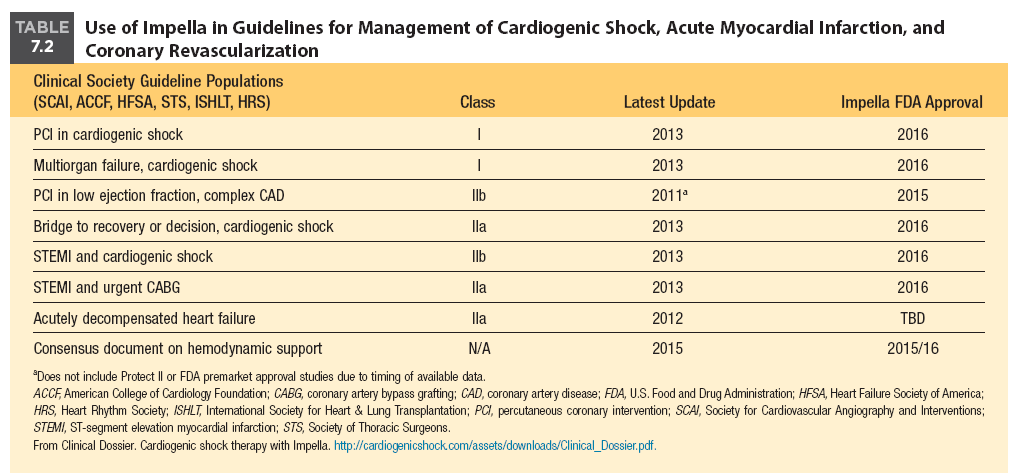 TABLE 7.2
Use of Impella in Guidelines for Management of Cardiogenic Shock, Acute Myocardial Infarction, and
Coronary Revascularization
Clinical Society Guideline Populations
(SCAI, ACCF, HFSA, STS, ISHLT, HRS) Class Latest Update Impella FDA Approval
PCI in cardiogenic shock I 2013 2016
Multiorgan failure, cardiogenic shock I 2013 2016
PCI in low ejection fraction, complex CAD IIb 2011ᵃ 2015
Bridge to recovery or decision, cardiogenic shock IIa 2013 2016
STEMI and cardiogenic shock IIb 2013 2016
STEMI and urgent CABG IIa 2013 2016
Acutely decompensated heart failure IIa 2012 TBD
Consensus document on hemodynamic support N/A 2015 2015/16
ᵃDoes not include Protect II or FDA premarket approval studies due to timing of available data.
ACCF, American College of Cardiology Foundation; CABG, coronary artery bypass grafting; CAD, coronary artery disease; FDA, U.S. Food and Drug Administration; HFSA, Heart Failure Society of America;
HRS, Heart Rhythm Society; ISHLT, International Society for Heart & Lung Transplantation; PCI, percutaneous coronary intervention; SCAI, Society for Cardiovascular Angiography and Interventions;
STEMI, ST-segment elevation myocardial infarction; STS, Society of Thoracic Surgeons.
From Clinical Dossier. Cardiogenic shock therapy with Impella. http://cardiogenicshock.com/assets/downloads/Clinical_Dossier.pdf.